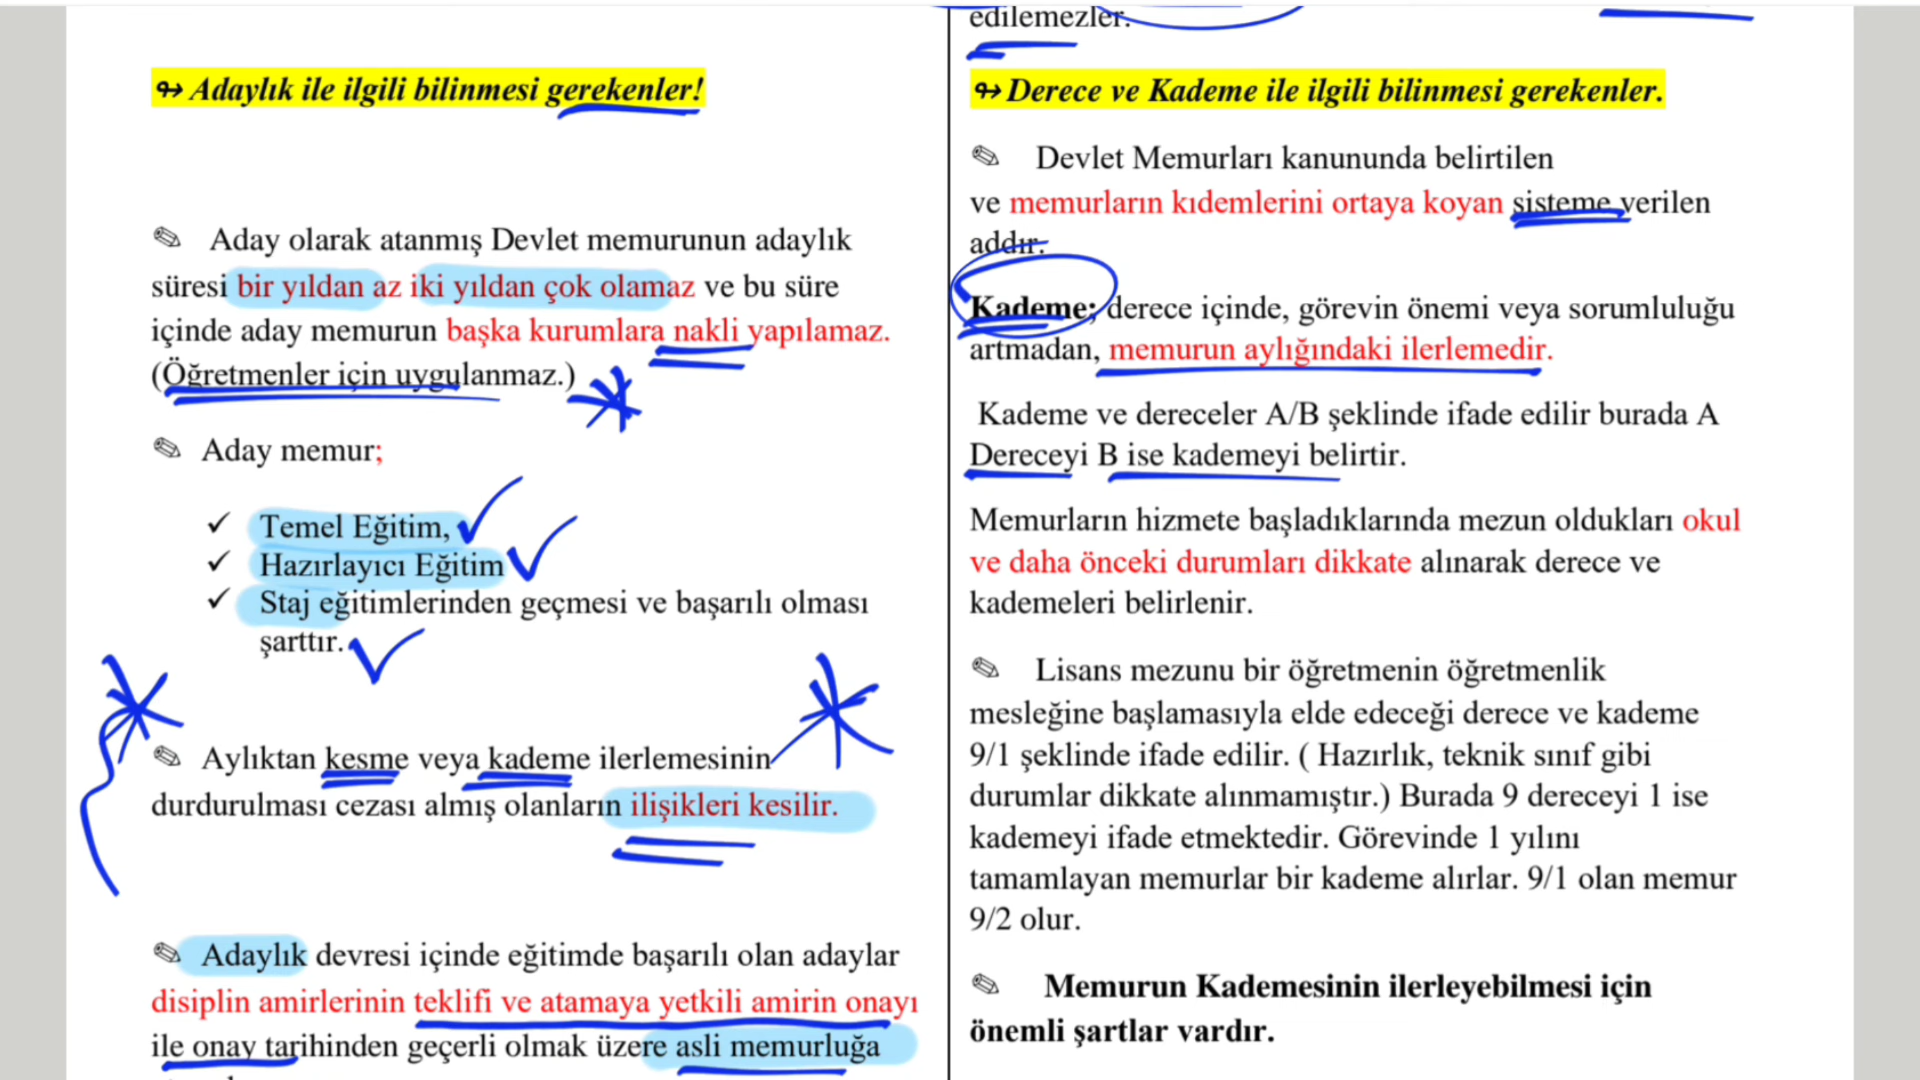 ↬ Adaylık ile ilgili bilinmesi gerekenler!
✎ Aday olarak atanmış Devlet memurunun adaylık
süresi bir yıldan az iki yıldan çok olamaz ve bu süre
içinde aday memurun başka kurumlara nakli yapılamaz.
(Öğretmenler için uygulanmaz.)
✎ Aday memur;
✓ Temel Eğitim,
✓ Hazırlayıcı Eğitim
✓ Staj eğitimlerinden geçmesi ve başarılı olması
şarttır.
✎ Aylıktan kesme veya kademe ilerlemesinin
durdurulması cezası almış olanların ilişikleri kesilir.
✎ Adaylık devresi içinde eğitimde başarılı olan adaylar
disiplin amirlerinin teklifi ve atamaya yetkili amirin onayı
ile onay tarihinden geçerli olmak üzere asli memurluğa
edilemezler.
↬ Derece ve Kademe ile ilgili bilinmesi gerekenler.
✎ Devlet Memurları kanununda belirtilen
ve memurların kıdemlerini ortaya koyan sisteme verilen
addır.
Kademe; derece içinde, görevin önemi veya sorumluluğu
artmadan, memurun aylığındaki ilerlemedir.
Kademe ve dereceler A/B şeklinde ifade edilir burada A
Dereceyi B ise kademeyi belirtir.
Memurların hizmete başladıklarında mezun oldukları okul
ve daha önceki durumları dikkate alınarak derece ve
kademeleri belirlenir.
✎ Lisans mezunu bir öğretmenin öğretmenlik
mesleğine başlamasıyla elde edeceği derece ve kademe
9/1 şeklinde ifade edilir. ( Hazırlık, teknik sınıf gibi
durumlar dikkate alınmamıştır.) Burada 9 dereceyi 1 ise
kademeyi ifade etmektedir. Görevinde 1 yılını
tamamlayan memurlar bir kademe alırlar. 9/1 olan memur
9/2 olur.
✎ Memurun Kademesinin ilerleyebilmesi için
önemli şartlar vardır.